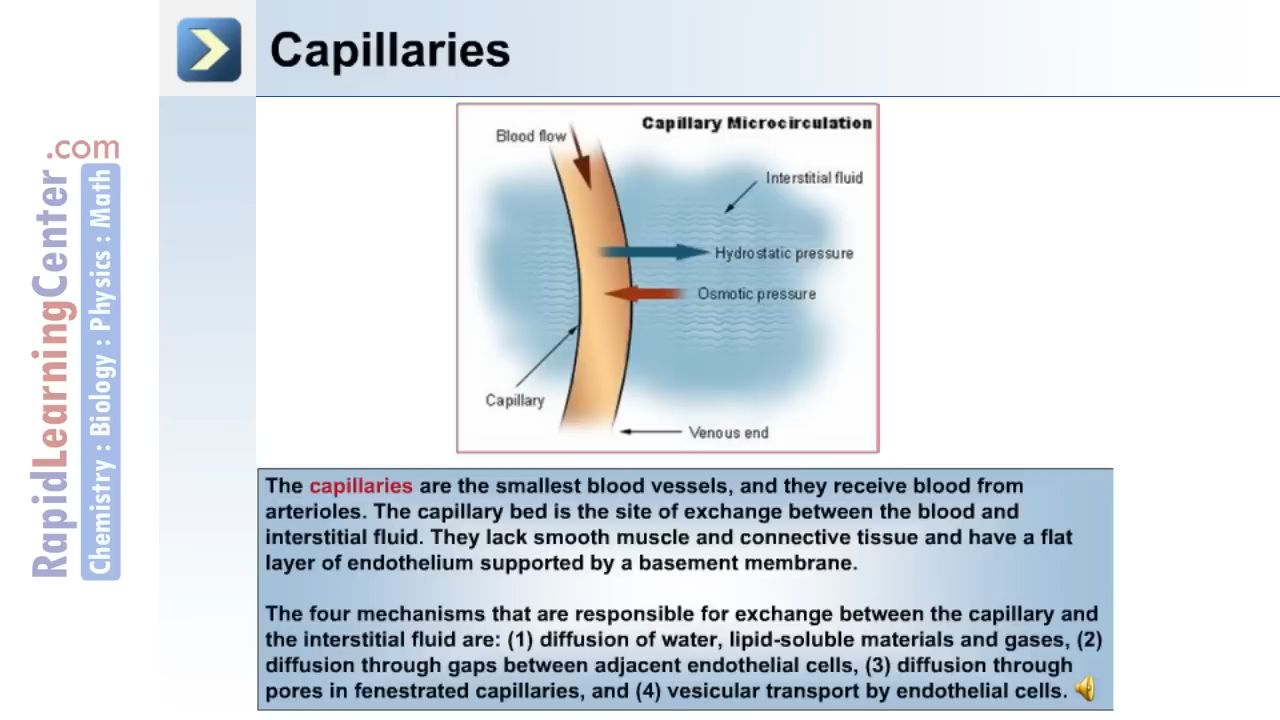 Capillaries
RapidLearningCenter.com
Chemistry : Biology : Physics : Math
Capillary Microcirculation
Blood flow
Interstitial fluid
Hydrostatic pressure
Osmotic pressure
Capillary
Venous end
The capillaries are the smallest blood vessels, and they receive blood from
arterioles. The capillary bed is the site of exchange between the blood and
interstitial fluid. They lack smooth muscle and connective tissue and have a flat
layer of endothelium supported by a basement membrane.
The four mechanisms that are responsible for exchange between the capillary and
the interstitial fluid are: (1) diffusion of water, lipid-soluble materials and gases, (2)
diffusion through gaps between adjacent endothelial cells, (3) diffusion through
pores in fenestrated capillaries, and (4) vesicular transport by endothelial cells.